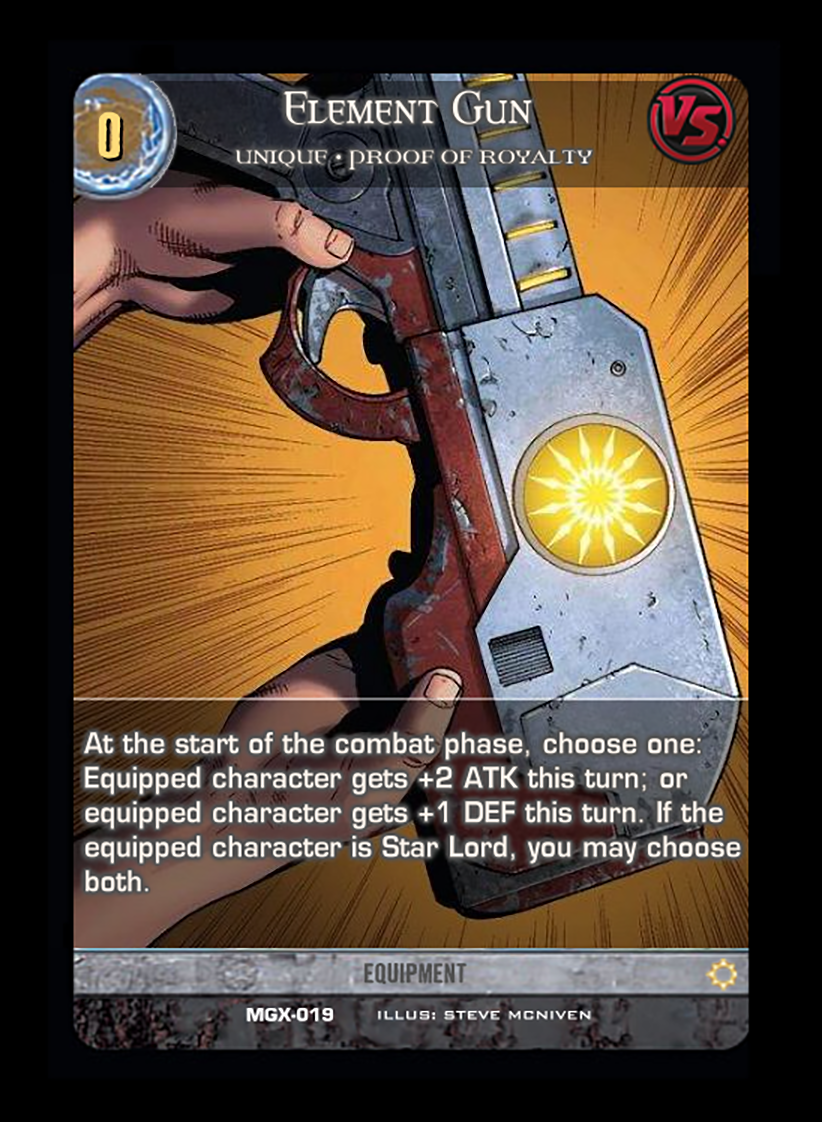 0
Element Gun
VS.
UNIQUE • PROOF OF ROYALTY
At the start of the combat phase, choose one:
Equipped character gets +2 ATK this turn; or
equipped character gets +1 DEF this turn. If the
equipped character is Star Lord, you may choose
both.
EQUIPMENT
MGX-019 ILLUS: STEVE MCNIVEN